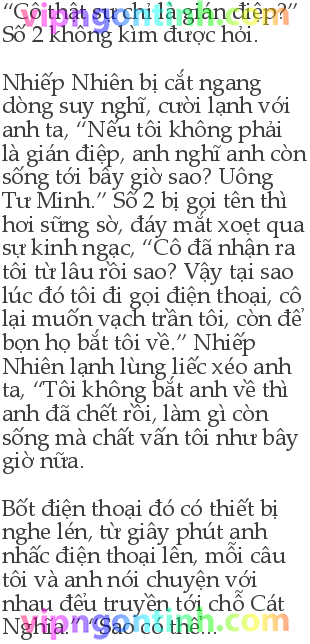 vipngontinh.com
“Cô thật sự chỉ là gián điệp?”
Số 2 không kìm được hỏi.
Nhiếp Nhiên bị cắt ngang
dòng suy nghĩ, cười lạnh với
anh ta, “Nếu tôi không phải
là gián điệp, anh nghĩ anh còn
sống tới bây giờ sao? Uông
Tư Minh.” Số 2 bị gọi tên thì
hơi sững sờ, đáy mắt xoẹt qua
sự kinh ngạc, “Cô đã nhận ra
tôi từ lâu rồi sao? Vậy tại sao
lúc đó tôi đi gọi điện thoại, cô
lại muốn vạch trần tôi, còn để
bọn họ bắt tôi về.” Nhiếp
Nhiên lạnh lùng liếc xéo anh
ta, “Tôi không bắt anh về thì
anh đã chết rồi, làm gì còn
sống mà chất vấn tôi như bây
giờ nữa.
Bốt điện thoại đó có thiết bị
nghe lén, từ giây phút anh
nhấc điện thoại lên, mỗi câu
tôi và anh nói chuyện với
nhau đều truyền tới chỗ Cát
Nghĩa.” “Sao có thể...
vipngontinh.com